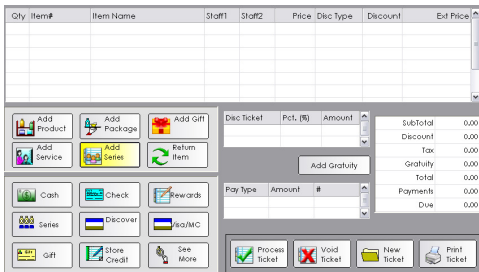 Qty Item# Item Name Staff1 Staff2 Price Disc Type Discount Ext Price
Add Product
Add Package
Add Gift
Add Service
Add Series
Return Item
Cash
Check
Rewards
Series
Discover
Visa/MC
Gift
Store Credit
See More
Disc Ticket Pct. (%) Amount
Add Gratuity
Pay Type Amount #
SubTotal 0.00
Discount 0.00
Tax 0.00
Gratuity 0.00
Total 0.00
Payments 0.00
Due 0.00
Process Ticket
Void Ticket
New Ticket
Print Ticket